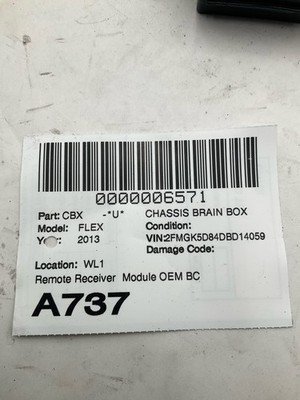 0000006571
Part: CBX -*U* CHASSIS BRAIN BOX
Model: FLEX Condition:
Year: 2013 VIN:2FMGK5D84DBD14059
Damage Code:
Location: WL1
Remote Receiver Module OEM BC
A737